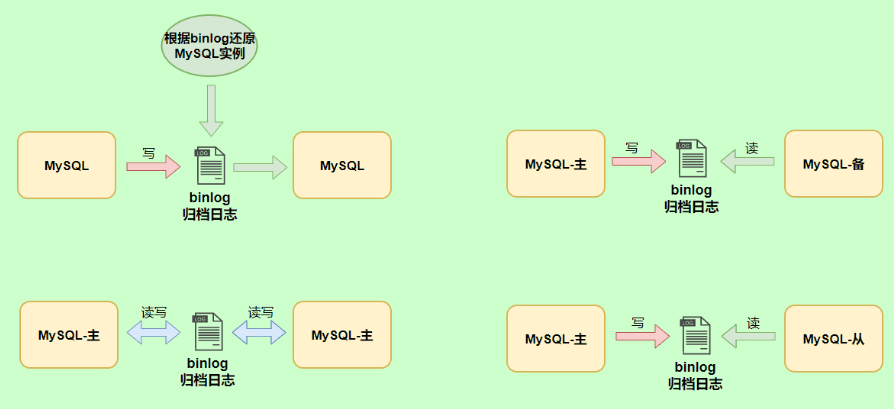 根据binlog还原
MySQL实例
MySQL
写
LOG
binlog
归档日志
MySQL
MySQL-主
写
LOG
binlog
归档日志
读
MySQL-备
MySQL-主
读写
LOG
binlog
归档日志
读写
MySQL-主
MySQL-主
写
LOG
binlog
归档日志
读
MySQL-从